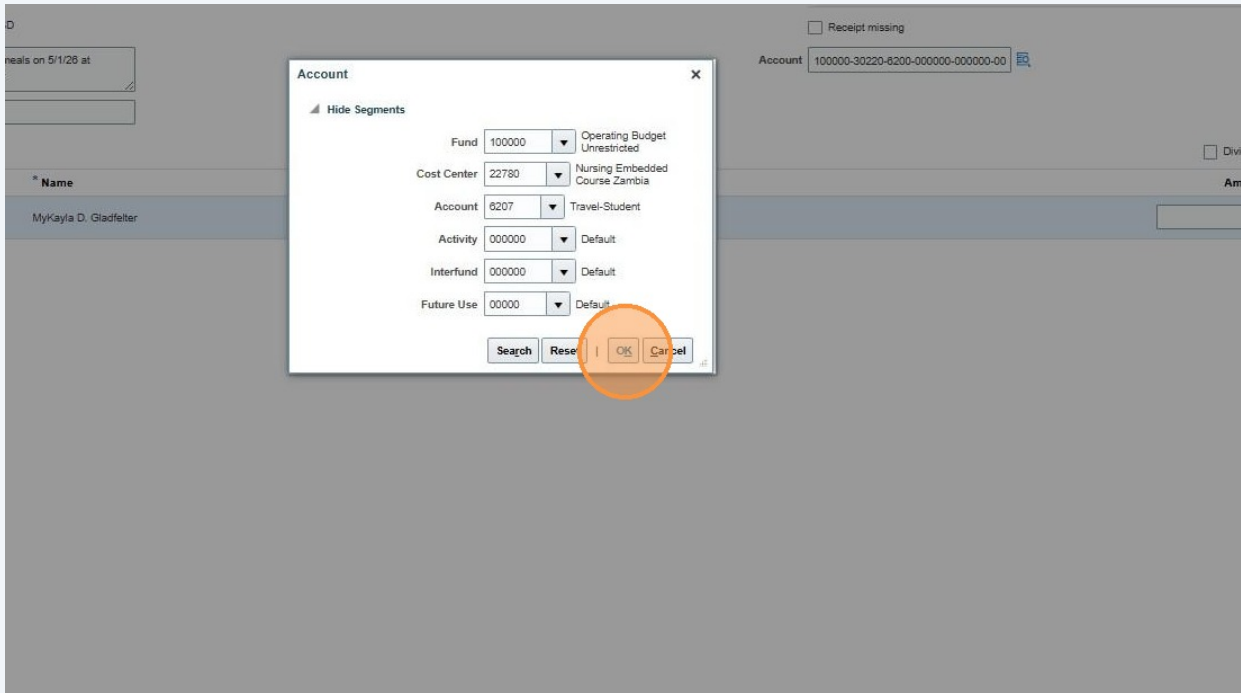 D
Receipt missing
neals on 5/1/26 at
Account 100000-30220-6200-000000-000000-00
Account
Hide Segments
Fund 100000 Operating Budget
Unrestricted
Cost Center 22780 Nursing Embedded
Course Zambia
Account 6207 Travel-Student
Activity 000000 Default
Interfund 000000 Default
Future Use 00000 Default
Search Reset | OK Cancel
Divi
* Name
Am
MyKayla D. Gladfelter